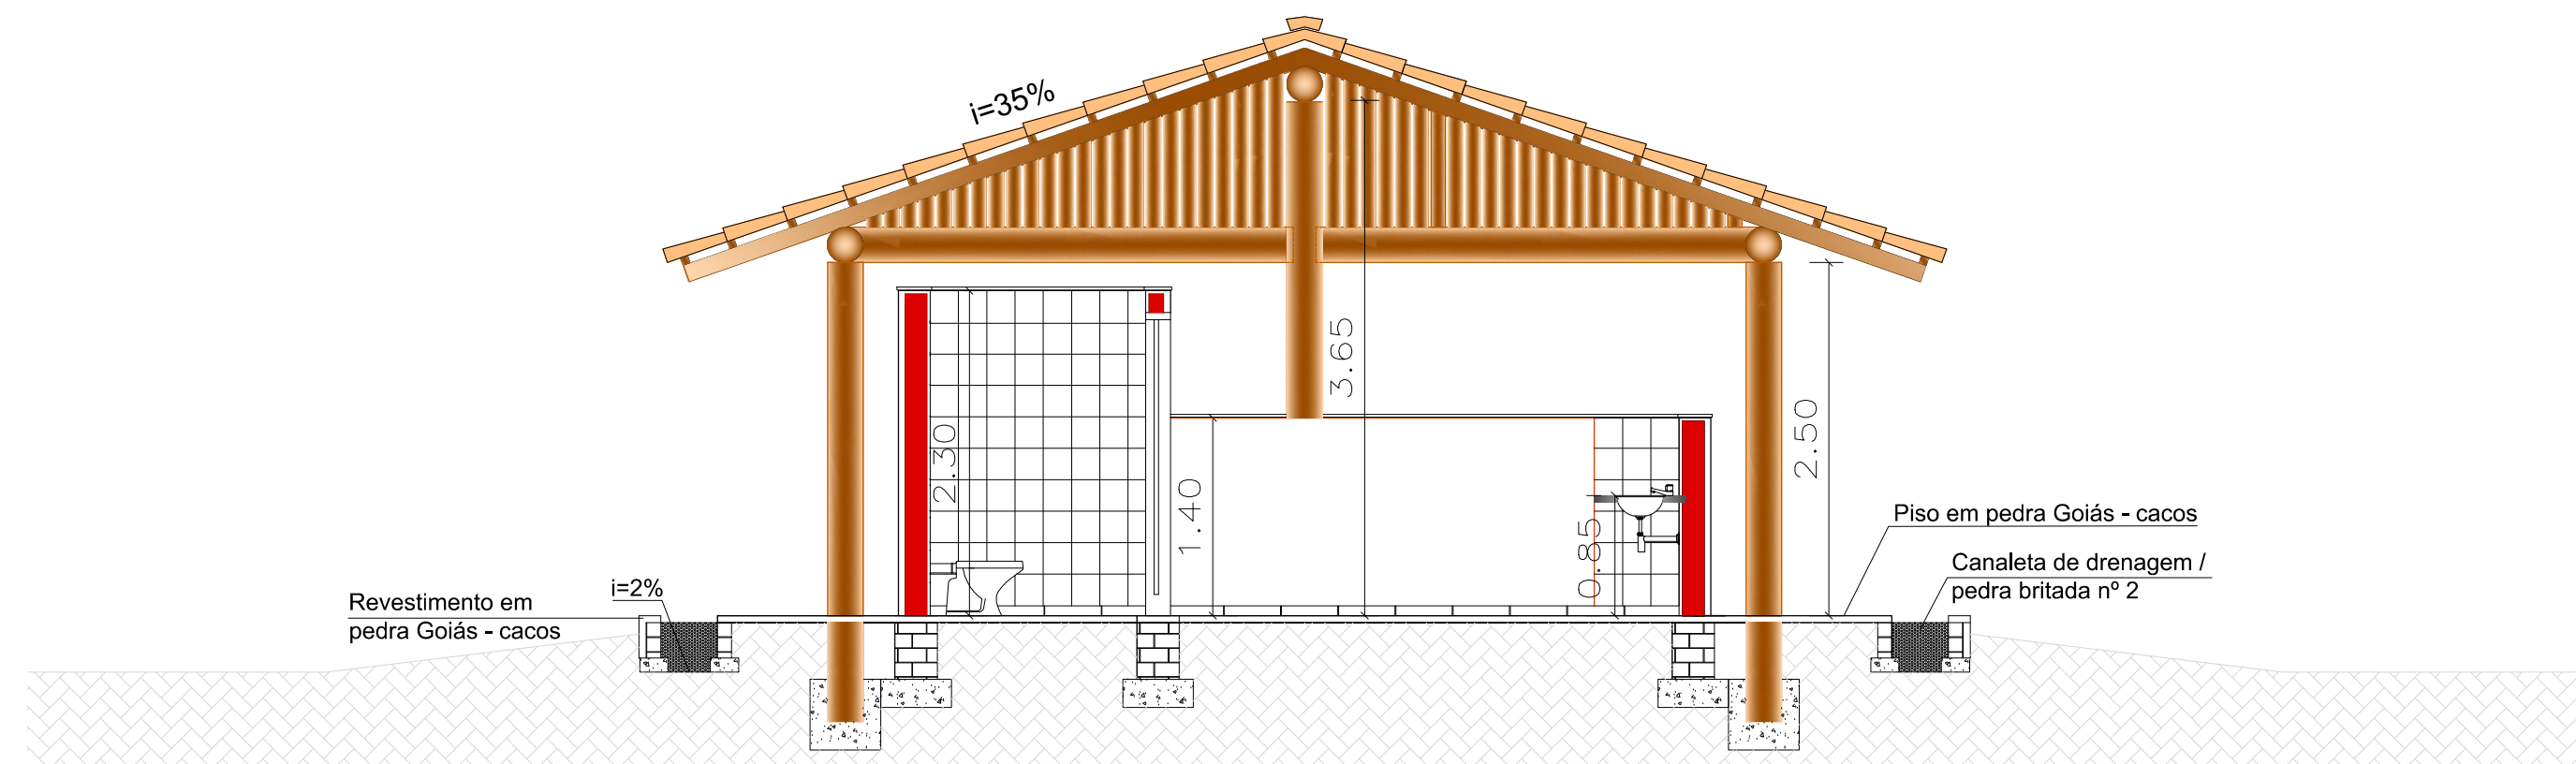 i=35%
3.65
2.30
2.50
1.40
0.85
Piso em pedra Goiás - cacos
Canaleta de drenagem /
pedra britada nº 2
i=2%
Revestimento em
pedra Goiás - cacos